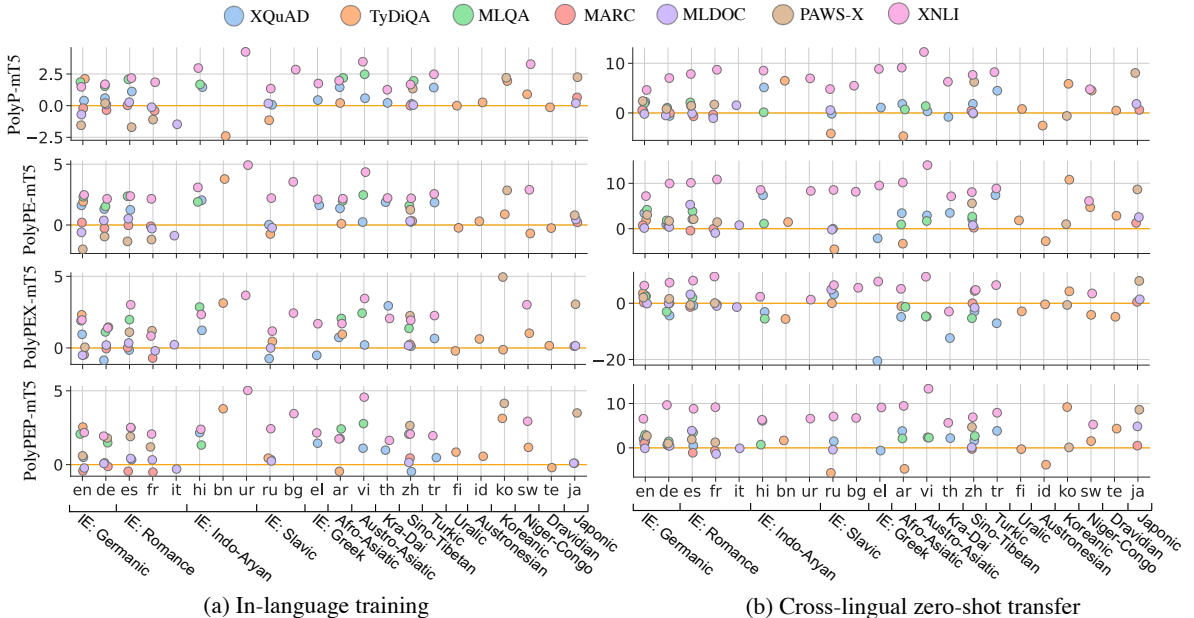 XQuAD TyDiQA MLQA MARC MLDOC PAWS-X XNLI
PolyP-mT5
2.5
0.0
−2.5
10
0
PolyPE-mT5
5
0
10
0
PolyPEX-mT5
5
0
0
−20
PolyPEP-mT5
5
0
10
0
en de es fr it hi bn ur ru bg el ar vi th zh tr fi id ko sw te ja
en de es fr it hi bn ur ru bg el ar vi th zh tr fi id ko sw te ja
IE: Germanic
IE: Romance
IE: Indo-Aryan
IE: Slavic
IE: Greek
Afro-Asiatic
Austro-Asiatic
Kra-Dai
Sino-Tibetan
Turkic
Uralic
Austronesian
Koreanic
Niger-Congo
Dravidian
Japonic
IE: Germanic
IE: Romance
IE: Indo-Aryan
IE: Slavic
IE: Greek
Afro-Asiatic
Austro-Asiatic
Kra-Dai
Sino-Tibetan
Turkic
Uralic
Austronesian
Koreanic
Niger-Congo
Dravidian
Japonic
(a) In-language training
(b) Cross-lingual zero-shot transfer